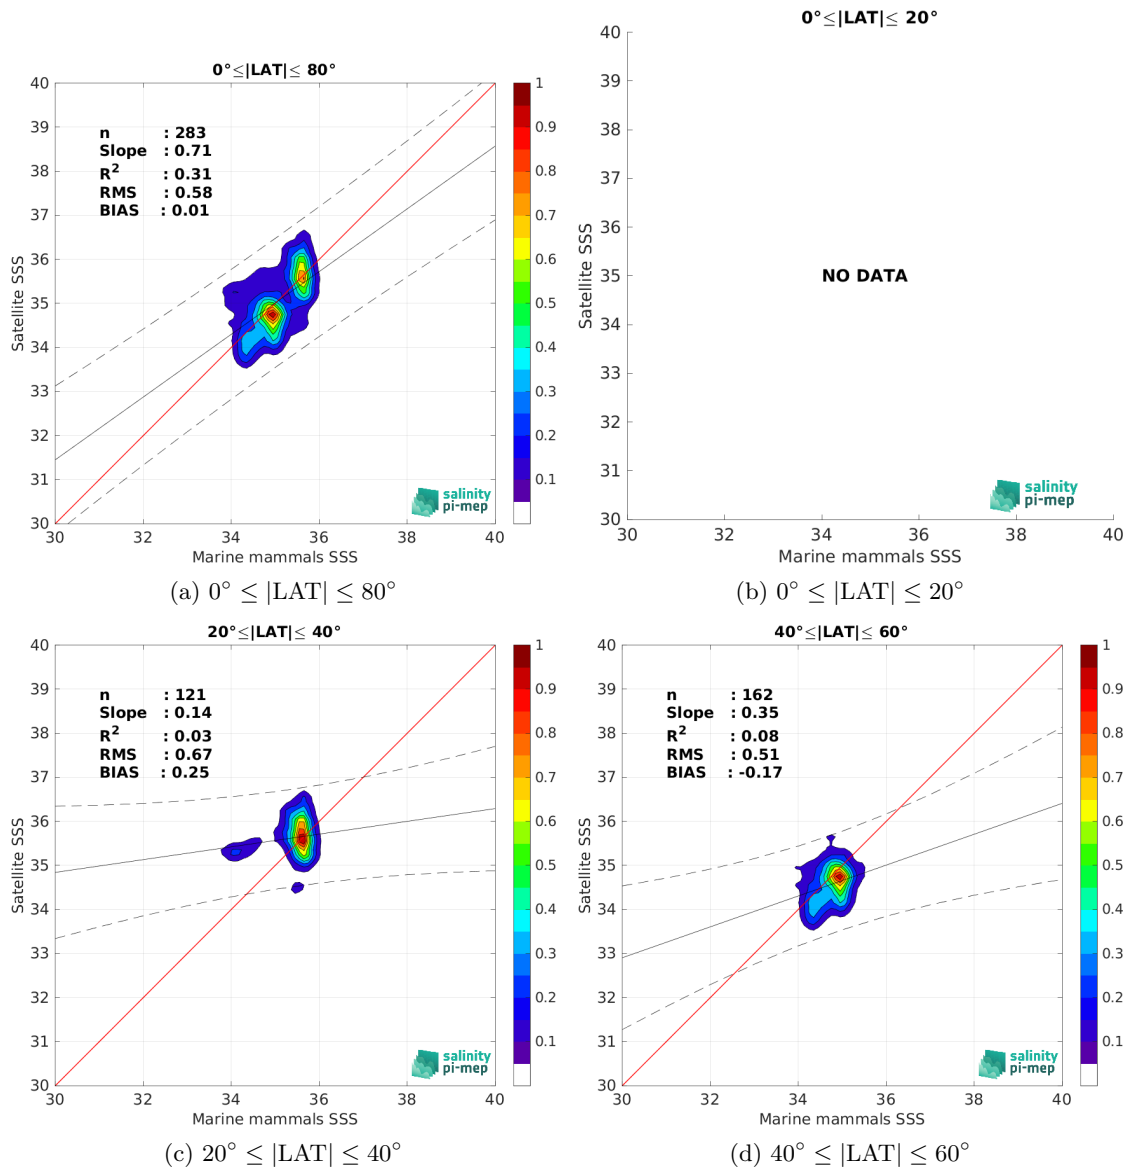 0°≤|LAT|≤ 80°
40
39
38
37
36
35
34
33
32
31
30
Satellite SSS
n : 283
Slope : 0.71
R² : 0.31
RMS : 0.58
BIAS : 0.01
salinity
pi-mep
30 32 34 36 38 40
Marine mammals SSS
1
0.9
0.8
0.7
0.6
0.5
0.4
0.3
0.2
0.1
(a) 0° ≤ |LAT| ≤ 80°
0°≤|LAT|≤ 20°
40
39
38
37
36
35
34
33
32
31
30
Satellite SSS
NO DATA
salinity
pi-mep
30 32 34 36 38 40
Marine mammals SSS
(b) 0° ≤ |LAT| ≤ 20°
20°≤|LAT|≤ 40°
40
39
38
37
36
35
34
33
32
31
30
Satellite SSS
n : 121
Slope : 0.14
R² : 0.03
RMS : 0.67
BIAS : 0.25
salinity
pi-mep
30 32 34 36 38 40
Marine mammals SSS
1
0.9
0.8
0.7
0.6
0.5
0.4
0.3
0.2
0.1
(c) 20° ≤ |LAT| ≤ 40°
40°≤|LAT|≤ 60°
40
39
38
37
36
35
34
33
32
31
30
Satellite SSS
n : 162
Slope : 0.35
R² : 0.08
RMS : 0.51
BIAS : -0.17
salinity
pi-mep
30 32 34 36 38 40
Marine mammals SSS
1
0.9
0.8
0.7
0.6
0.5
0.4
0.3
0.2
0.1
(d) 40° ≤ |LAT| ≤ 60°